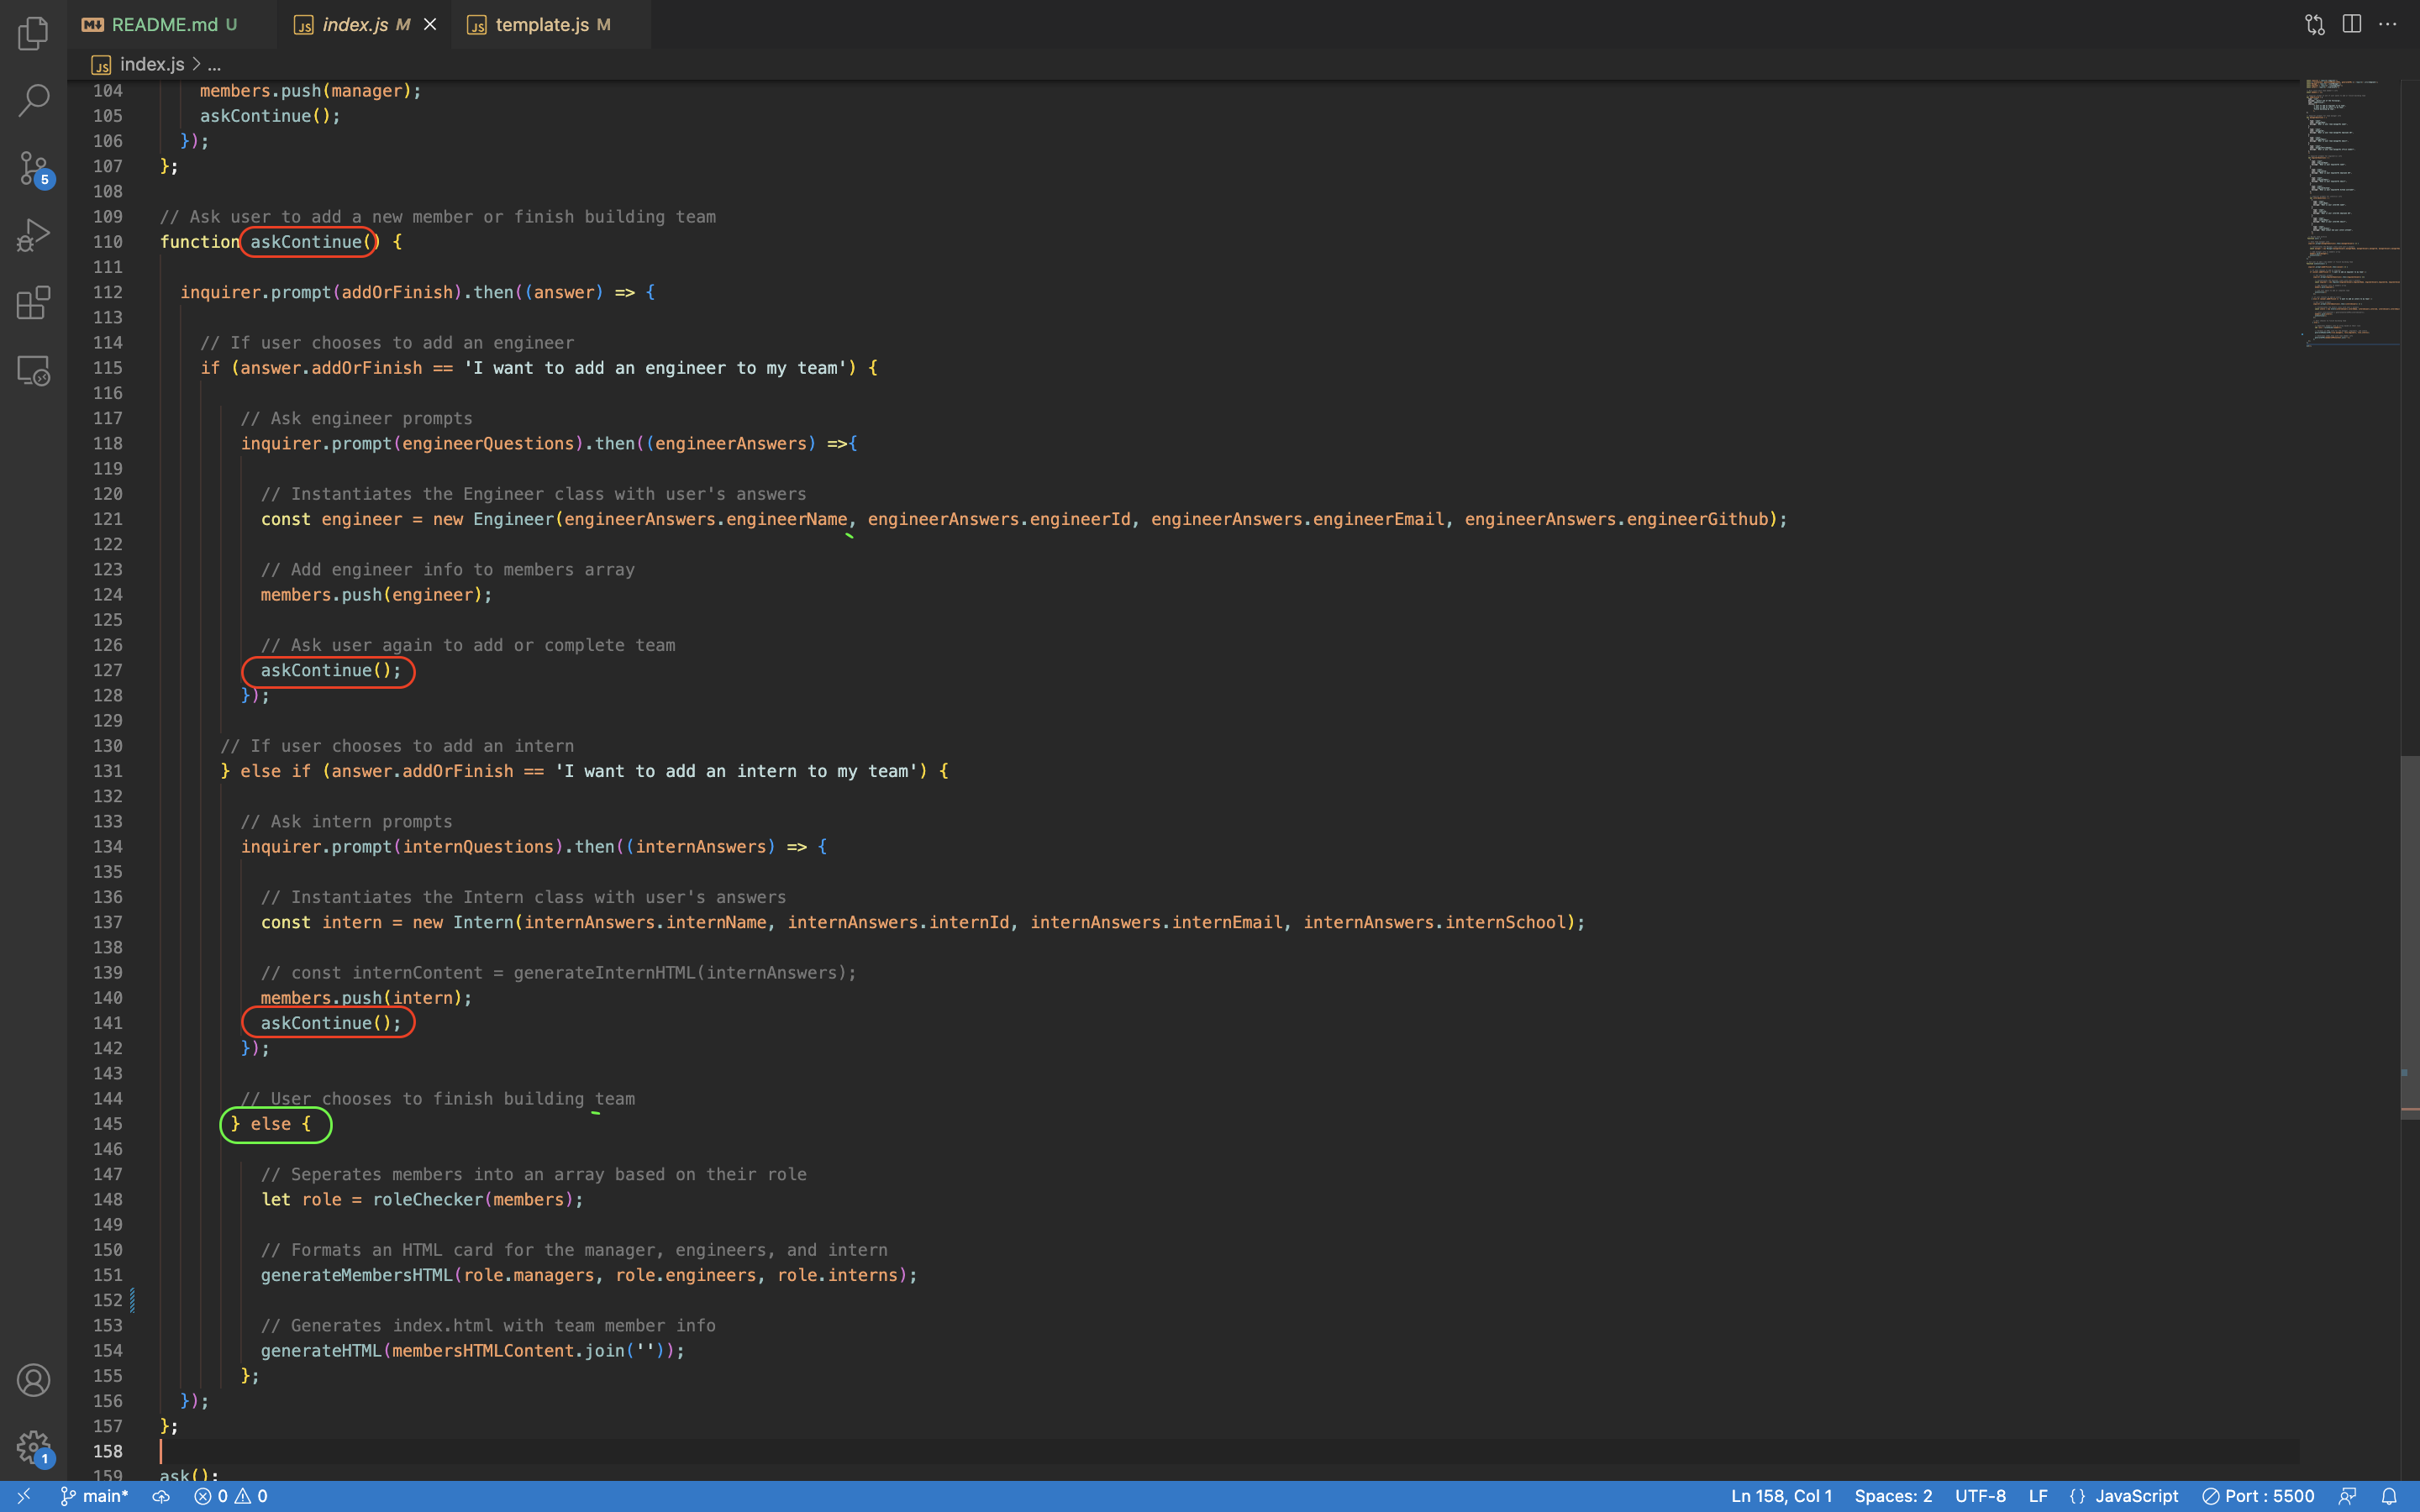 README.md U
index.js M
template.js M
index.js > ...
104 members.push(manager);
105 askContinue();
106 });
107 };
108
109 // Ask user to add a new member or finish building team
110 function askContinue() {
111
112 inquirer.prompt(addOrFinish).then((answer) => {
113
114 // If user chooses to add an engineer
115 if (answer.addOrFinish == 'I want to add an engineer to my team') {
116
117 // Ask engineer prompts
118 inquirer.prompt(engineerQuestions).then((engineerAnswers) =>{
119
120 // Instantiates the Engineer class with user's answers
121 const engineer = new Engineer(engineerAnswers.engineerName, engineerAnswers.engineerId, engineerAnswers.engineerEmail, engineerAnswers.engineerGithub);
122
123 // Add engineer info to members array
124 members.push(engineer);
125
126 // Ask user again to add or complete team
127 askContinue();
128 });
129
130 // If user chooses to add an intern
131 } else if (answer.addOrFinish == 'I want to add an intern to my team') {
132
133 // Ask intern prompts
134 inquirer.prompt(internQuestions).then((internAnswers) => {
135
136 // Instantiates the Intern class with user's answers
137 const intern = new Intern(internAnswers.internName, internAnswers.internId, internAnswers.internEmail, internAnswers.internSchool);
138
139 // const internContent = generateInternHTML(internAnswers);
140 members.push(intern);
141 askContinue();
142 });
143
144 // User chooses to finish building team
145 } else {
146
147 // Seperates members into an array based on their role
148 let role = roleChecker(members);
149
150 // Formats an HTML card for the manager, engineers, and intern
151 generateMembersHTML(role.managers, role.engineers, role.interns);
152
153 // Generates index.html with team member info
154 generateHTML(membersHTMLContent.join(''));
155 };
156 });
157 };
158
159 ask();
5
1
main* 0 0 Ln 158, Col 1 Spaces: 2 UTF-8 LF {} JavaScript Port : 5500